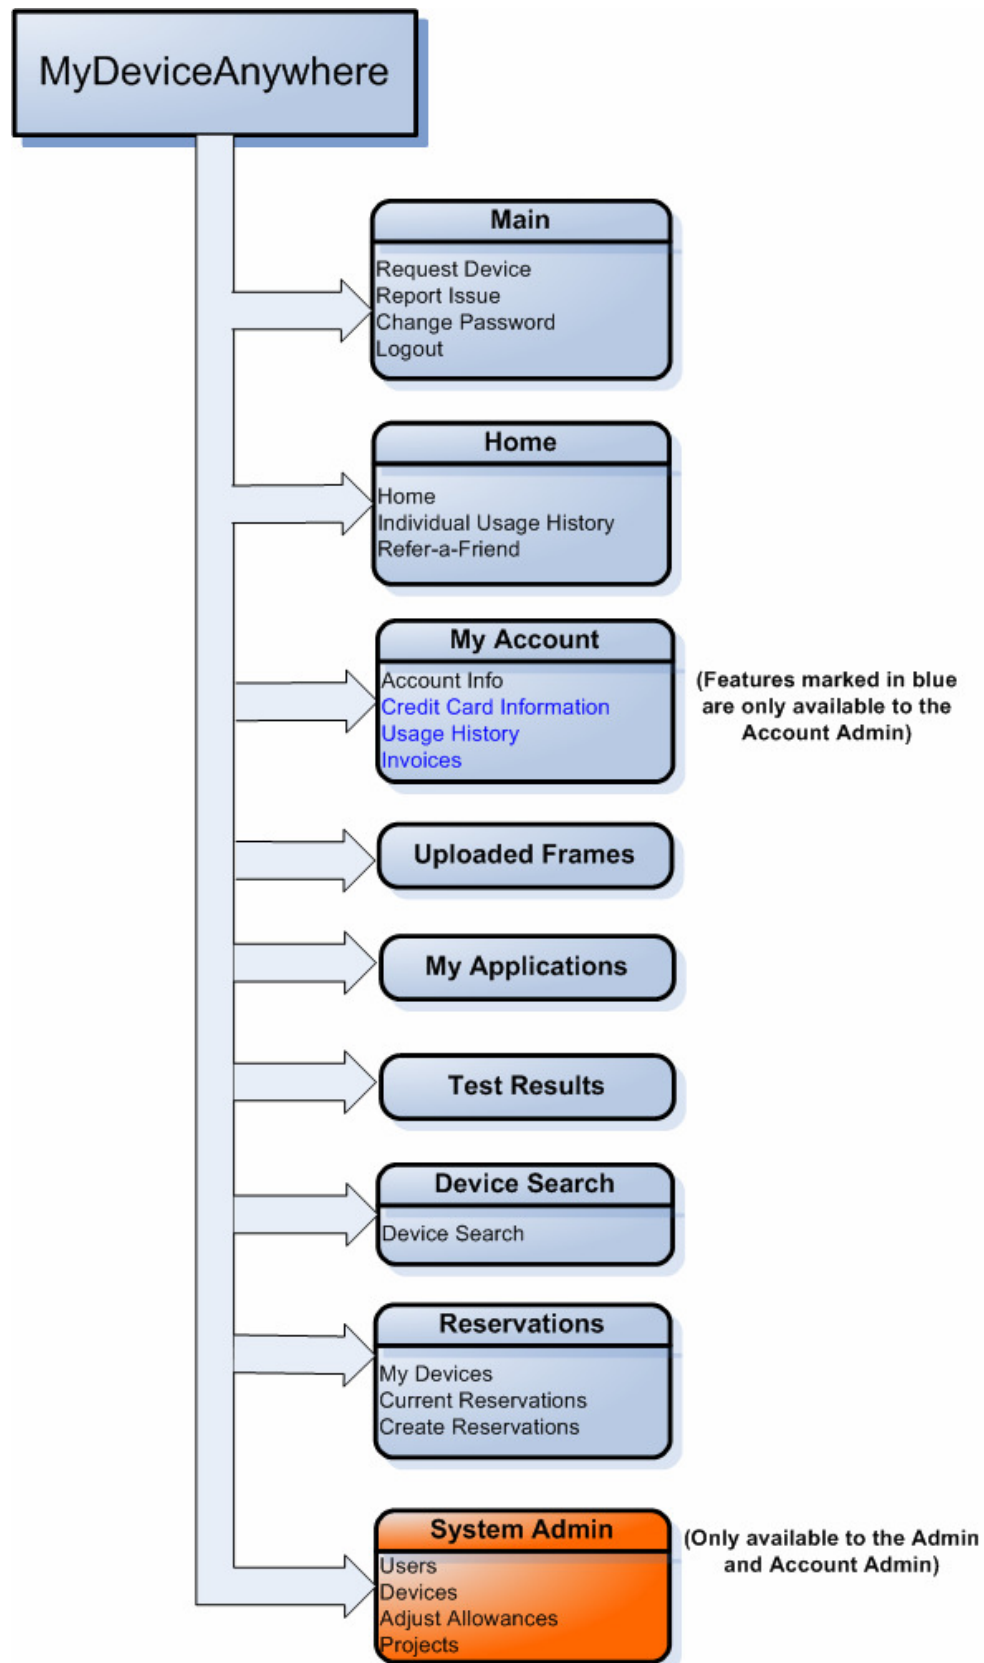 MyDeviceAnywhere
Main
Request Device
Report Issue
Change Password
Logout
Home
Home
Individual Usage History
Refer-a-Friend
My Account
Account Info
Credit Card Information
Usage History
Invoices
(Features marked in blue
are only available to the
Account Admin)
Uploaded Frames
My Applications
Test Results
Device Search
Device Search
Reservations
My Devices
Current Reservations
Create Reservations
System Admin
Users
Devices
Adjust Allowances
Projects
(Only available to the Admin
and Account Admin)